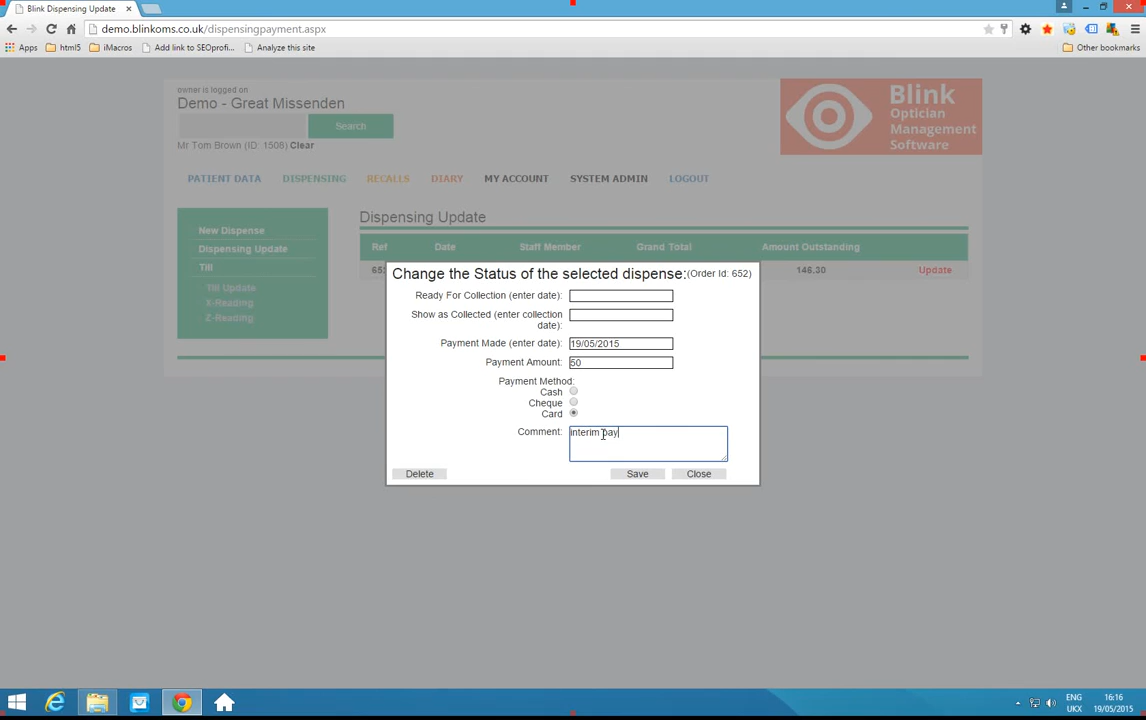 Blink Dispensing Update
demo.blinkoms.co.uk/dispensingpayment.aspx
Apps html5 iMacros Add link to SEOprofi... Analyze this site Other bookmarks
owner is logged on
Demo - Great Missenden
Search
Mr Tom Brown (ID: 1508) Clear
Blink
Optician
Management
Software
PATIENT DATA DISPENSING RECALLS DIARY MY ACCOUNT SYSTEM ADMIN LOGOUT
New Dispense
Dispensing Update
Till
Till Update
X-Reading
Z-Reading
Dispensing Update
Ref Date Staff Member Grand Total Amount Outstanding
146.30 Update
Change the Status of the selected dispense:(Order Id: 652)
Ready For Collection (enter date):
Show as Collected (enter collection
date):
Payment Made (enter date): 19/05/2015
Payment Amount: 50
Payment Method:
Cash
Cheque
Card
Comment: interim pay
Delete Save Close
ENG
UKX
16:16
19/05/2015